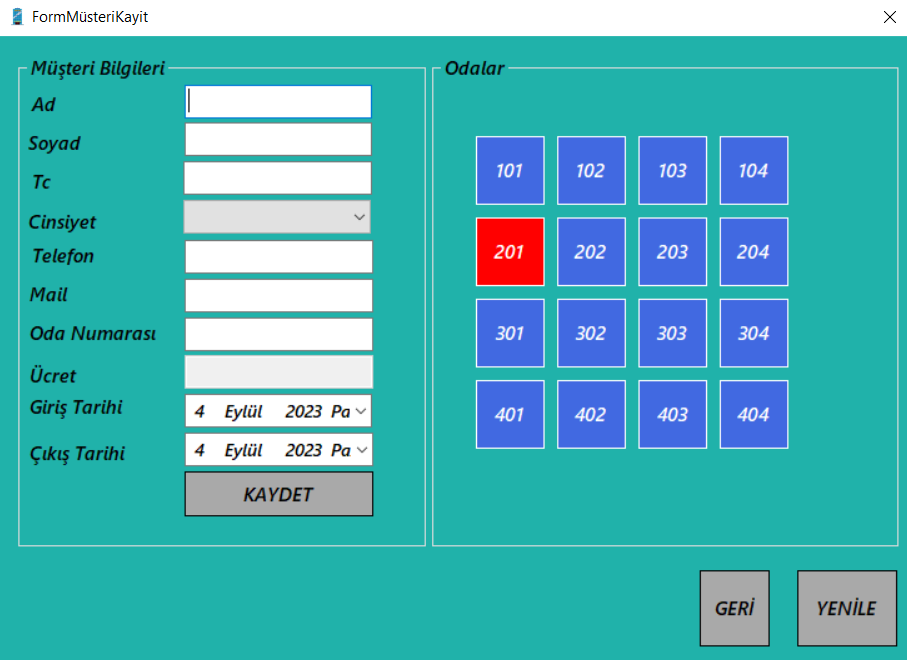 FormMüsteriKayit
Müşteri Bilgileri
Ad
Soyad
Tc
Cinsiyet
Telefon
Mail
Oda Numarası
Ücret
Giriş Tarihi 4 Eylül 2023 Pa
Çıkış Tarihi 4 Eylül 2023 Pa
KAYDET
Odalar
101 102 103 104
201 202 203 204
301 302 303 304
401 402 403 404
GERİ YENİLE